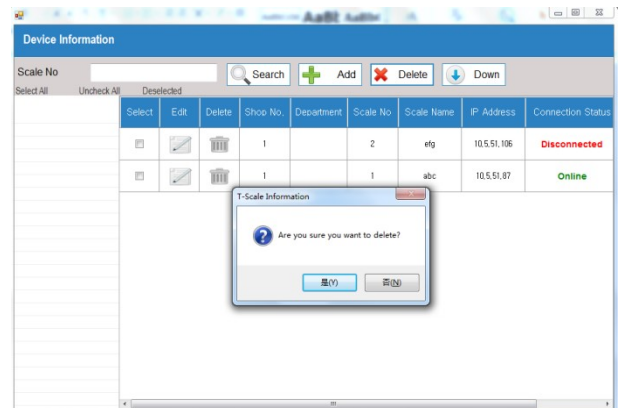 AaBt AaBbl
Device Information
Scale No Search Add Delete Down
Select All Uncheck All Deselected
Select Edit Delete Shop No. Department Scale No Scale Name IP Address Connection Status
1 2 efg 10.5.51.106 Disconnected
1 1 abc 10.5.51.87 Online
T-Scale Information
Are you sure you want to delete?
是(Y) 否(N)